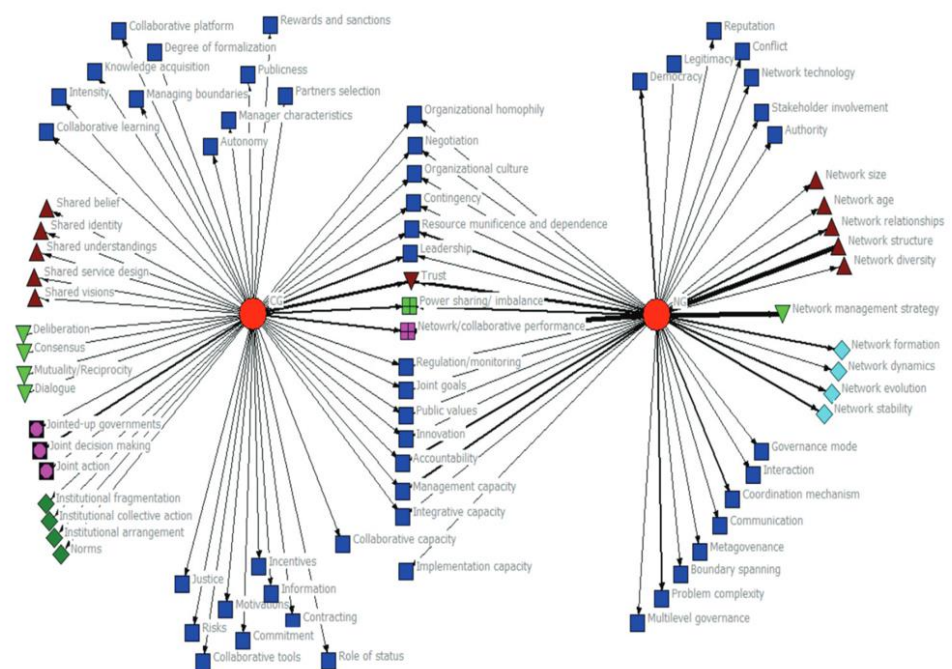 Collaborative platform
Rewards and sanctions
Degree of formalization
Knowledge acquisition
Publicness
Intensity
Managing boundaries
Partners selection
Manager characteristics
Collaborative learning
Autonomy
Shared belief
Shared identity
Shared understandings
Shared service design
Shared visions
Deliberation
Consensus
Mutuality/Reciprocity
Dialogue
Jointed-up governments
Joint decision making
Joint action
Institutional fragmentation
Institutional collective action
Institutional arrangement
Norms
Justice
Incentives
Information
Motivations
Contracting
Risks
Commitment
Collaborative tools
Role of status
Collaborative capacity
CG
Organizational homophily
Negotiation
Organizational culture
Contingency
Resource munificence and dependence
Leadership
Trust
Power sharing/ imbalance
Netowrk/collaborative performance
Regulation/monitoring
Joint goals
Public values
Innovation
Accountability
Management capacity
Integrative capacity
Implementation capacity
NG
Reputation
Conflict
Legitimacy
Democracy
Network technology
Stakeholder involvement
Authority
Network size
Network age
Network relationships
Network structure
Network diversity
Network management strategy
Network formation
Network dynamics
Network evolution
Network stability
Governance mode
Interaction
Coordination mechanism
Communication
Metagovenance
Boundary spanning
Problem complexity
Multilevel governance